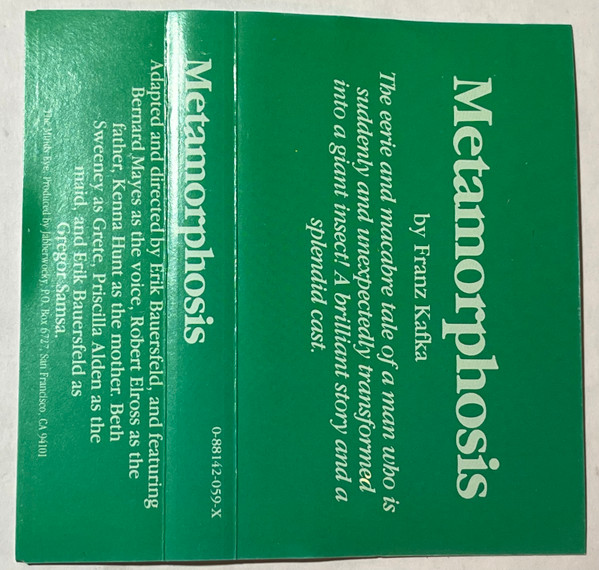 Metamorphosis
by Franz Kafka
The eerie and macabre tale of a man who is
suddenly and unexpectedly transformed
into a giant insect! A brilliant story and a
splendid cast.
Metamorphosis
0-88142-059-X
Adapted and directed by Erik Bauersfeld, and featuring
Bernard Mayes as the voice, Robert Elross as the
father, Kenna Hunt as the mother, Beth
Sweeney as Grete, Priscilla Alden as the
maid, and Erik Bauersfeld as
Gregor Samsa.
The Mind's Eye. Produced by Jabberwocky, P.O. Box 6727, San Francisco, CA 94101